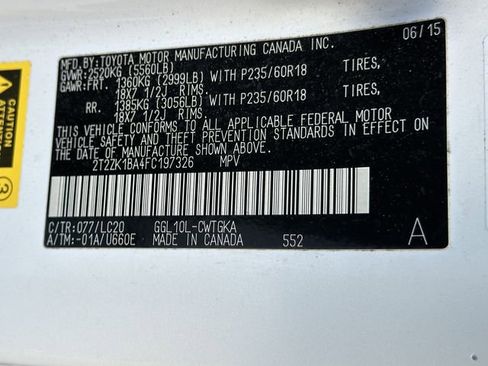 MFD. BY: TOYOTA MOTOR MANUFACTURING CANADA INC. 06/15
GVWR: 2520KG (5560LB)
GAWR: FRT. 1360KG (2999LB) WITH P235/60R18 TIRES,
18X7 1/2J RIMS.
RR. 1385KG (3056LB) WITH P235/60R18 TIRES,
18X7 1/2J RIMS.
THIS VEHICLE CONFORMS TO ALL APPLICABLE FEDERAL MOTOR
VEHICLE SAFETY AND THEFT PREVENTION STANDARDS IN EFFECT ON
THE DATE OF MANUFACTURE SHOWN ABOVE.
2T2ZK1BA4FC197326 MPV
C/TR: 077/LC20 GGL10L-CWTGKA
A/TM: -01A/U660E MADE IN CANADA 552 A
CAUTION
3